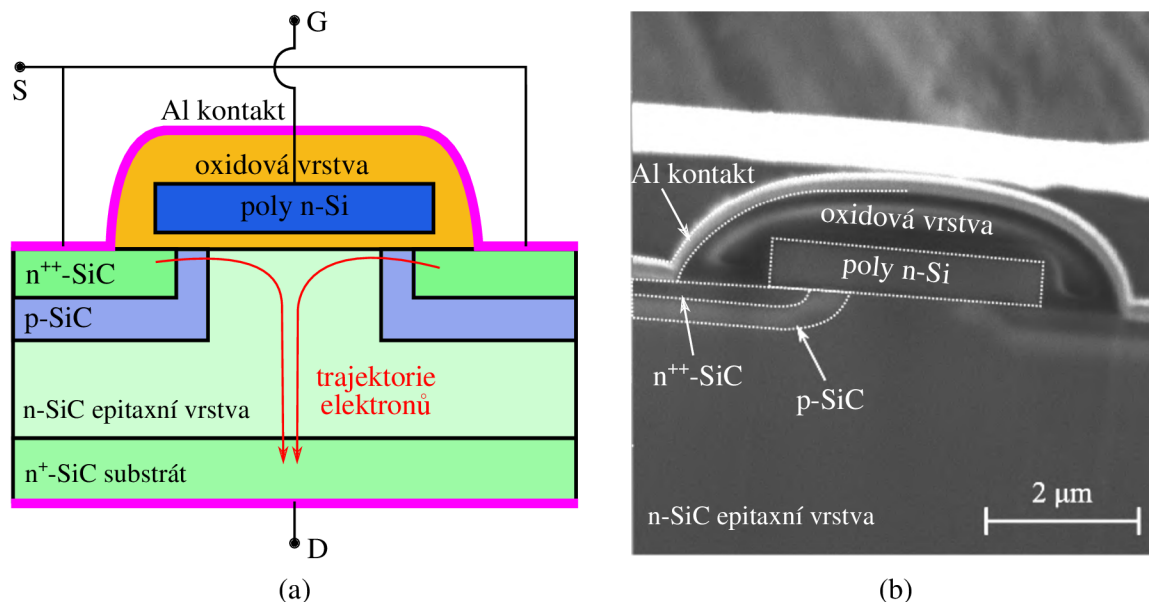 G
S
Al kontakt
oxidová vrstva
poly n-Si
n++-SiC
p-SiC
trajektorie
elektronů
n-SiC epitaxní vrstva
n+-SiC substrát
D
(a)
Al kontakt
oxidová vrstva
poly n-Si
n++-SiC
p-SiC
2 μm
n-SiC epitaxní vrstva
(b)